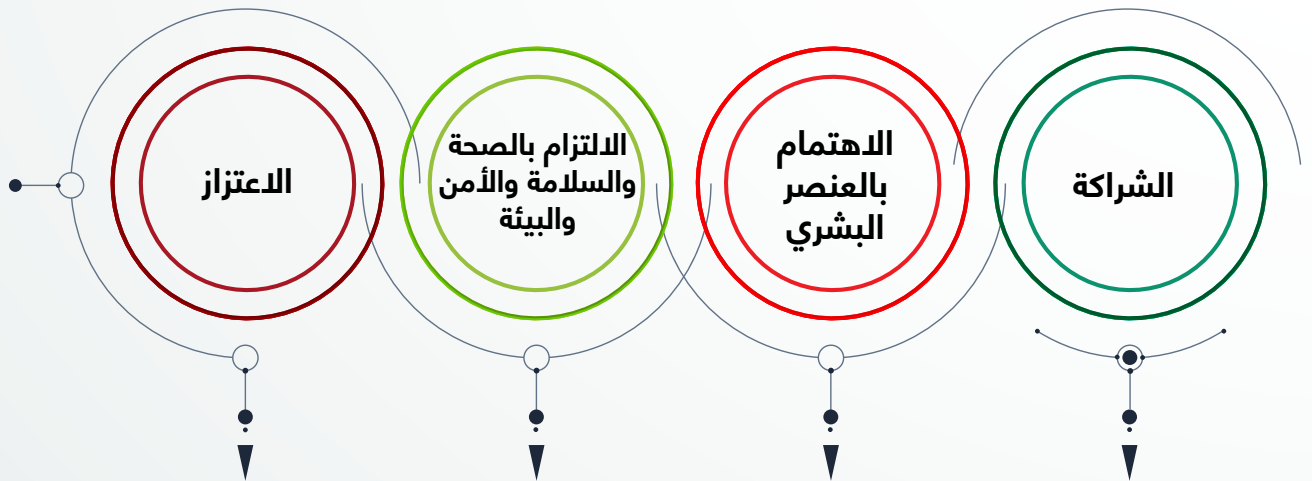 الشراكة
الاهتمام
بالعنصر
البشري
الالتزام بالصحة
والسلامة والأمن
والبيئة
الاعتزاز